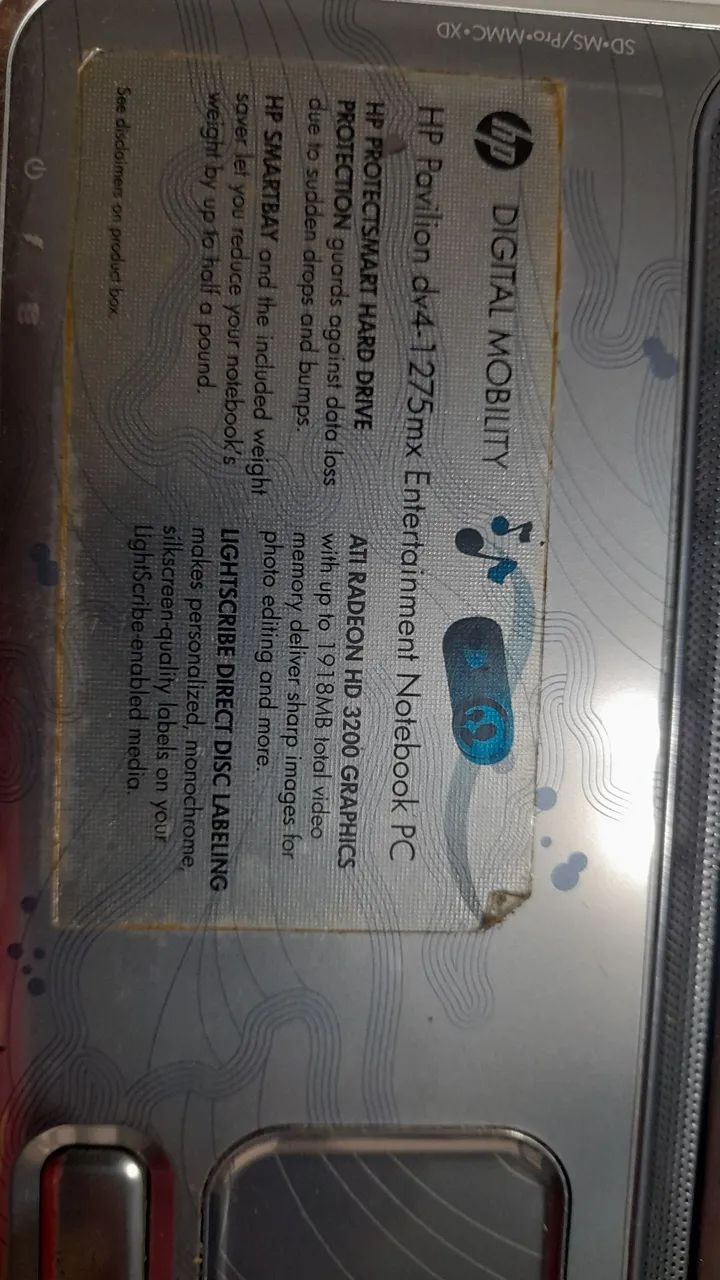 SD•MS/Pro•MMC•XD
hp DIGITAL MOBILITY
HP Pavilion dv4-1275mx Entertainment Notebook PC
HP PROTECTSMART HARD DRIVE
PROTECTION guards against data loss
due to sudden drops and bumps.
HP SMARTBAY and the included weight
saver let you reduce your notebook's
weight by up to half a pound.
See disclaimers on product box.
ATI RADEON HD 3200 GRAPHICS
with up to 1918MB total video
memory deliver sharp images for
photo editing and more.
LIGHTSCRIBE DIRECT DISC LABELING
makes personalized, monochrome,
silkscreen-quality labels on your
LightScribe-enabled media.